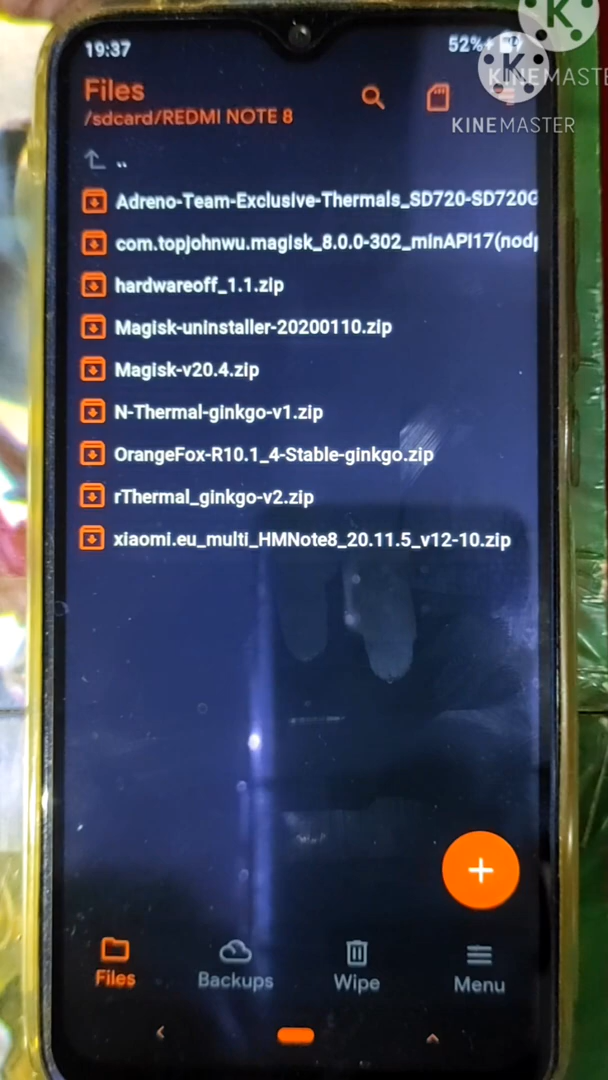 19:37
52%+
Files
/sdcard/REDMI NOTE 8
..
Adreno-Team-Exclusive-Thermals_SD720-SD720G
com.topjohnwu.magisk_8.0.0-302_minAPI17(nodp
hardwareoff_1.1.zip
Magisk-uninstaller-20200110.zip
Magisk-v20.4.zip
N-Thermal-ginkgo-v1.zip
OrangeFox-R10.1_4-Stable-ginkgo.zip
rThermal_ginkgo-v2.zip
xiaomi.eu_multi_HMNote8_20.11.5_v12-10.zip
Files
Backups
Wipe
Menu
K
K
KINEMASTE
KINEMASTER